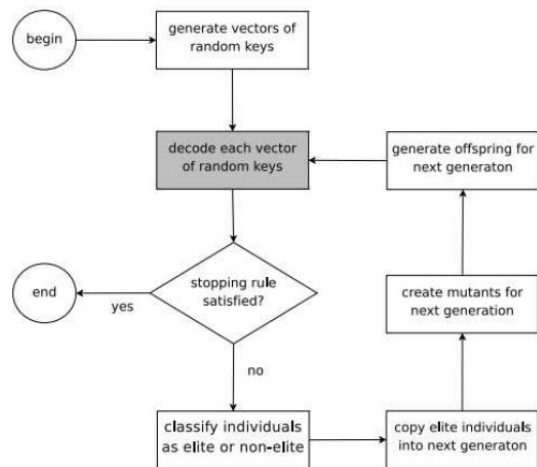 begin
generate vectors of
random keys
decode each vector
of random keys
generate offspring for
next generaton
stopping rule
satisfied?
end
yes
create mutants for
next generation
no
classify individuals
as elite or non-elite
copy elite individuals
into next generaton